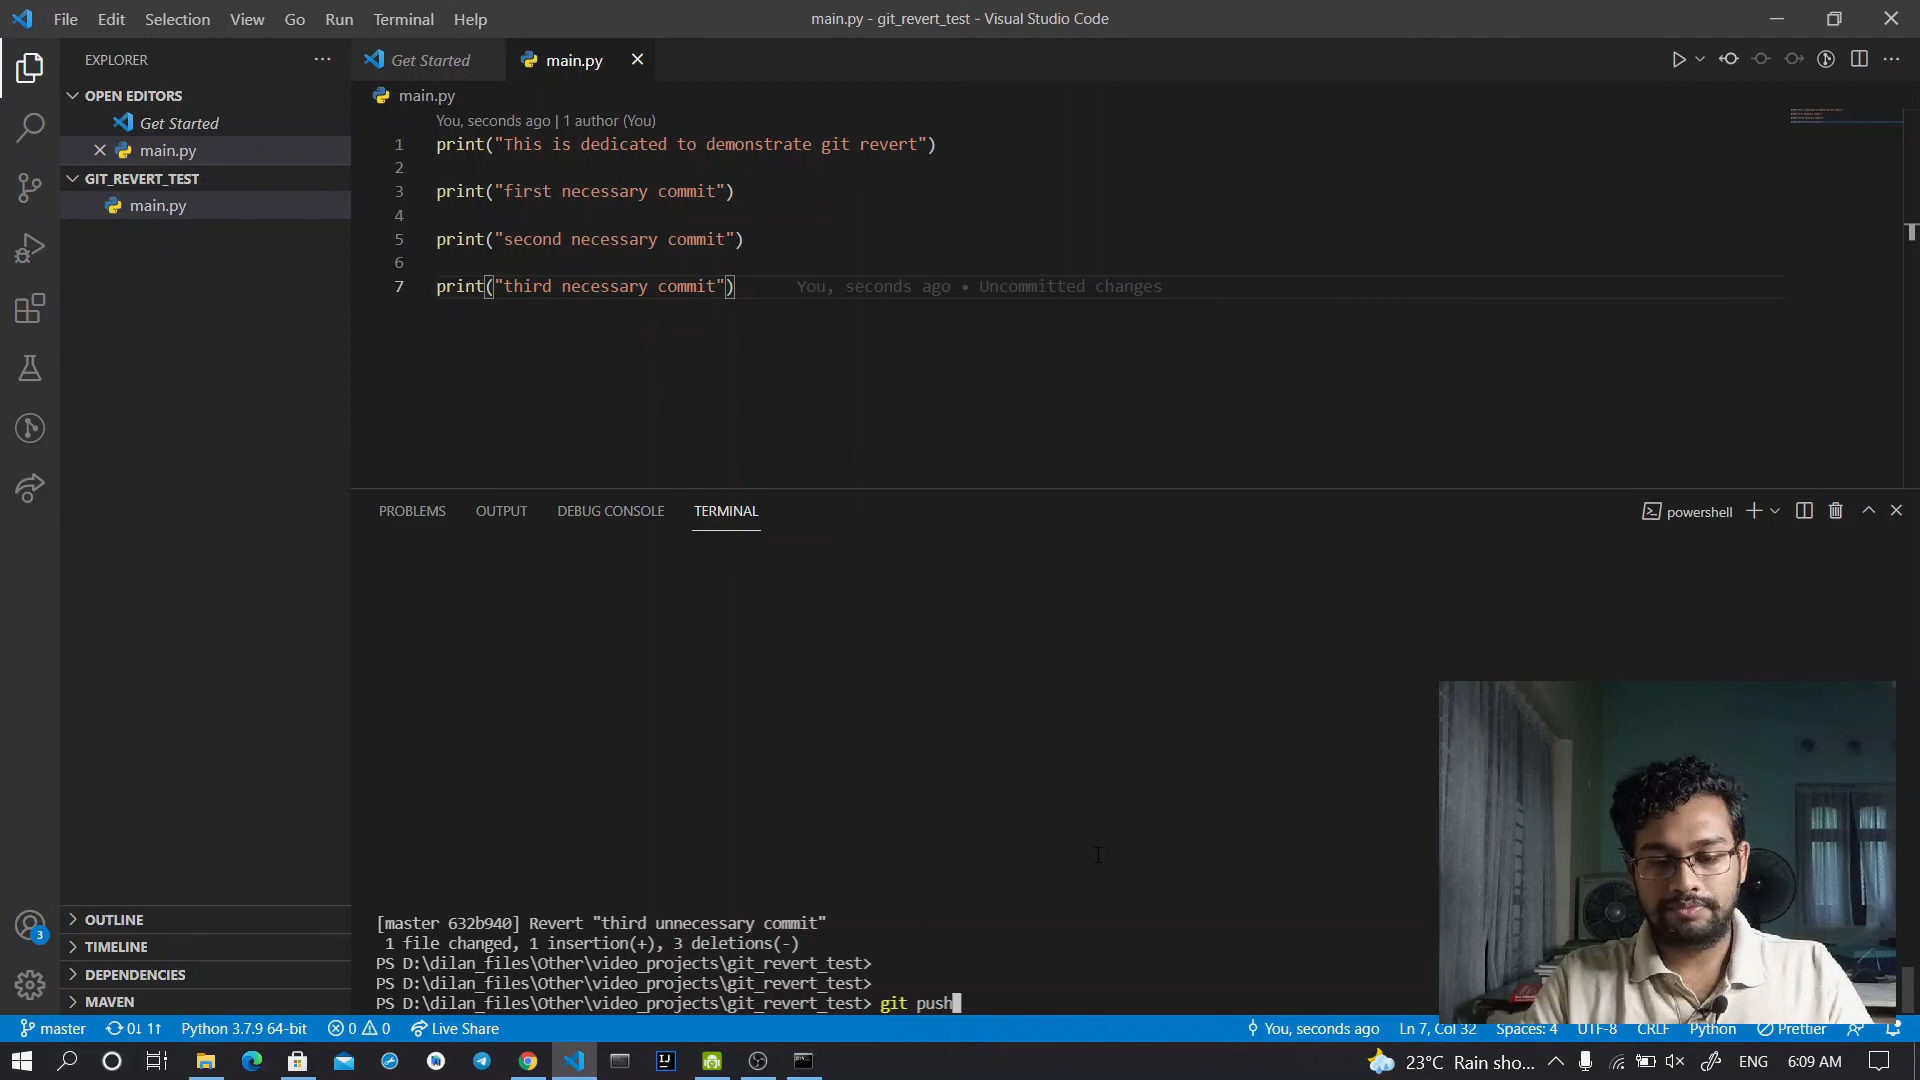 File Edit Selection View Go Run Terminal Help
main.py - git_revert_test - Visual Studio Code
EXPLORER
OPEN EDITORS
Get Started
main.py
GIT_REVERT_TEST
main.py
OUTLINE
TIMELINE
DEPENDENCIES
MAVEN
3
Get Started
main.py
main.py
You, seconds ago | 1 author (You)
1 print("This is dedicated to demonstrate git revert")
2
3 print("first necessary commit")
4
5 print("second necessary commit")
6
7 print("third necessary commit") You, seconds ago • Uncommitted changes
PROBLEMS OUTPUT DEBUG CONSOLE TERMINAL
powershell
[master 632b940] Revert "third unnecessary commit"
1 file changed, 1 insertion(+), 3 deletions(-)
PS D:\dilan_files\Other\video_projects\git_revert_test>
PS D:\dilan_files\Other\video_projects\git_revert_test>
PS D:\dilan_files\Other\video_projects\git_revert_test> git push
master 0↓ 1↑ Python 3.7.9 64-bit 0 0 Live Share
You, seconds ago Ln 7, Col 32 Spaces: 4 UTF-8 CRLF Python Prettier
23°C Rain sho... ENG 6:09 AM